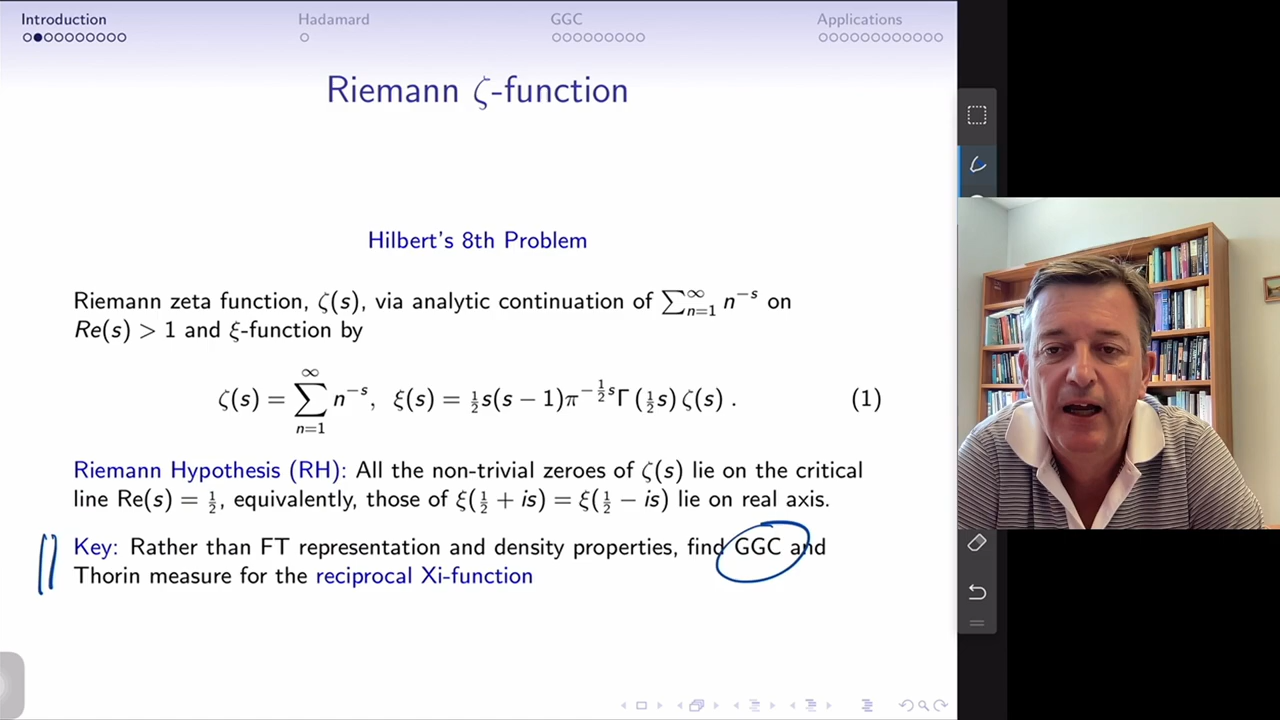 Introduction Hadamard GGC Applications
Riemann ζ-function
Hilbert's 8th Problem
Riemann zeta function, ζ(s), via analytic continuation of ∑_{n=1}^{∞} n^{-s} on
Re(s) > 1 and ξ-function by
ζ(s) = ∑_{n=1}^{∞} n^{-s}, ξ(s) = ½s(s − 1)π^{-½s}Γ(½s) ζ(s) . (1)
Riemann Hypothesis (RH): All the non-trivial zeroes of ζ(s) lie on the critical
line Re(s) = ½, equivalently, those of ξ(½ + is) = ξ(½ − is) lie on real axis.
Key: Rather than FT representation and density properties, find GGC and
Thorin measure for the reciprocal Xi-function